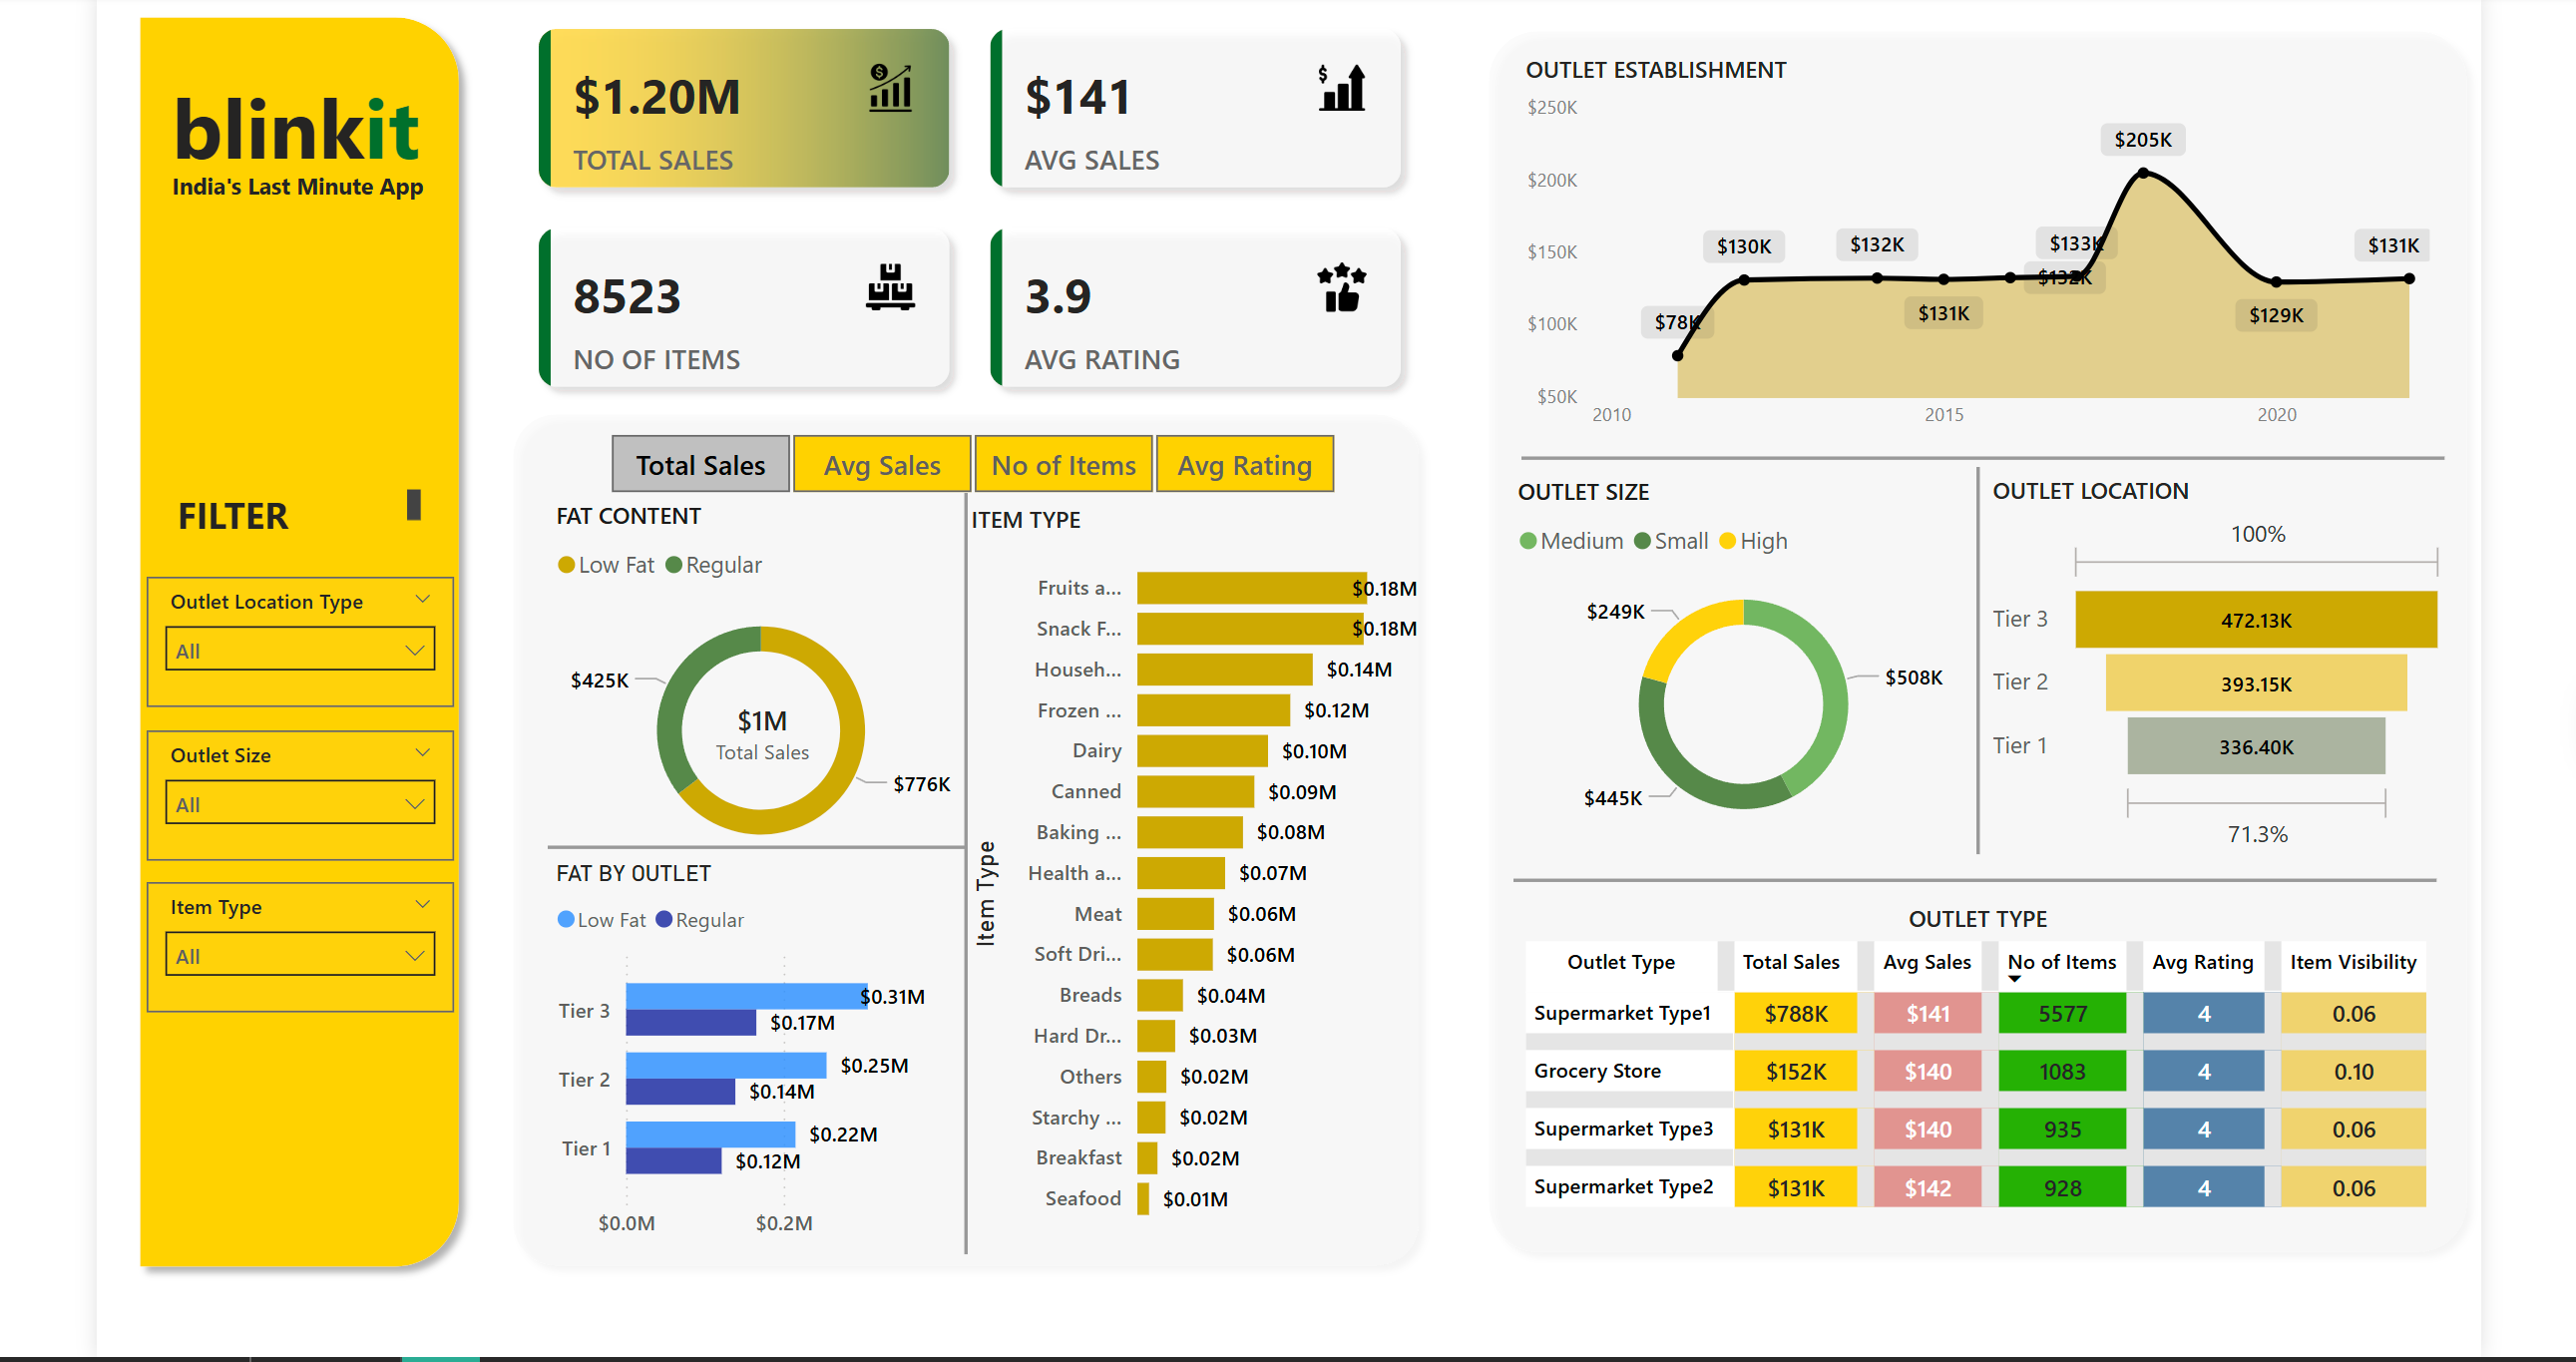 blinkit
India's Last Minute App
FILTER
Outlet Location Type
All
Outlet Size
All
Item Type
All
$1.20M
TOTAL SALES
$141
AVG SALES
8523
NO OF ITEMS
3.9
AVG RATING
Total Sales Avg Sales No of Items Avg Rating
FAT CONTENT
Low Fat Regular
$425K
$1M
Total Sales
$776K
FAT BY OUTLET
Low Fat Regular
Tier 3 $0.31M
$0.17M
Tier 2 $0.25M
$0.14M
Tier 1 $0.22M
$0.12M
$0.0M $0.2M
ITEM TYPE
Item Type
Fruits a... $0.18M
Snack F... $0.18M
Househ... $0.14M
Frozen ... $0.12M
Dairy $0.10M
Canned $0.09M
Baking ... $0.08M
Health a... $0.07M
Meat $0.06M
Soft Dri... $0.06M
Breads $0.04M
Hard Dr... $0.03M
Others $0.02M
Starchy ... $0.02M
Breakfast $0.02M
Seafood $0.01M
OUTLET ESTABLISHMENT
$250K
$200K
$150K
$100K
$50K
$78K
$130K
$132K
$131K
$133K
$132K
$205K
$129K
$131K
2010 2015 2020
OUTLET SIZE
Medium Small High
$249K
$508K
$445K
OUTLET LOCATION
100%
Tier 3 472.13K
Tier 2 393.15K
Tier 1 336.40K
71.3%
OUTLET TYPE
Outlet Type Total Sales Avg Sales No of Items Avg Rating Item Visibility
Supermarket Type1 $788K $141 5577 4 0.06
Grocery Store $152K $140 1083 4 0.10
Supermarket Type3 $131K $140 935 4 0.06
Supermarket Type2 $131K $142 928 4 0.06